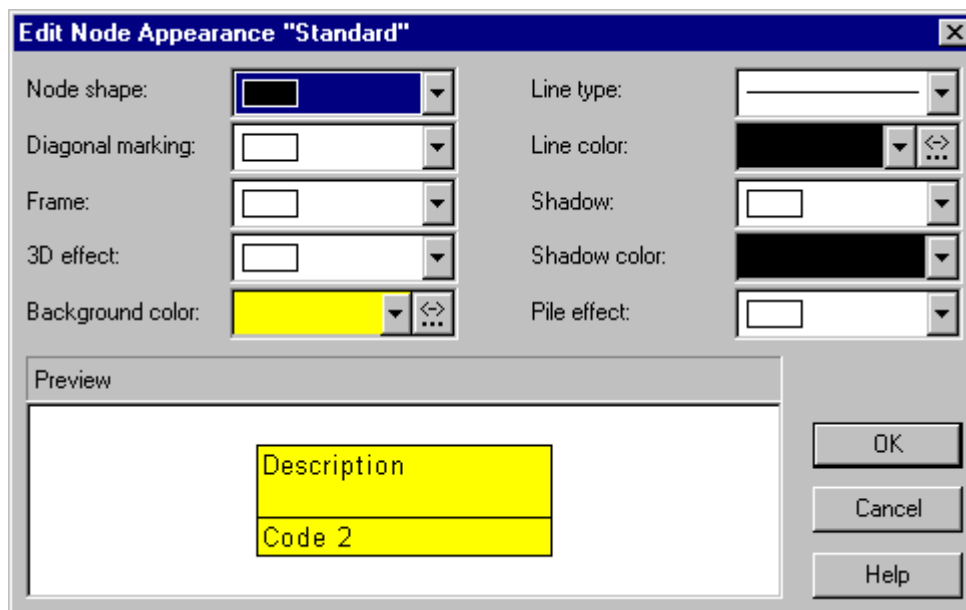 Edit Node Appearance "Standard"
Node shape:
Line type:
Diagonal marking:
Line color:
Frame:
Shadow:
3D effect:
Shadow color:
Background color:
Pile effect:
Preview
Description
Code 2
OK
Cancel
Help